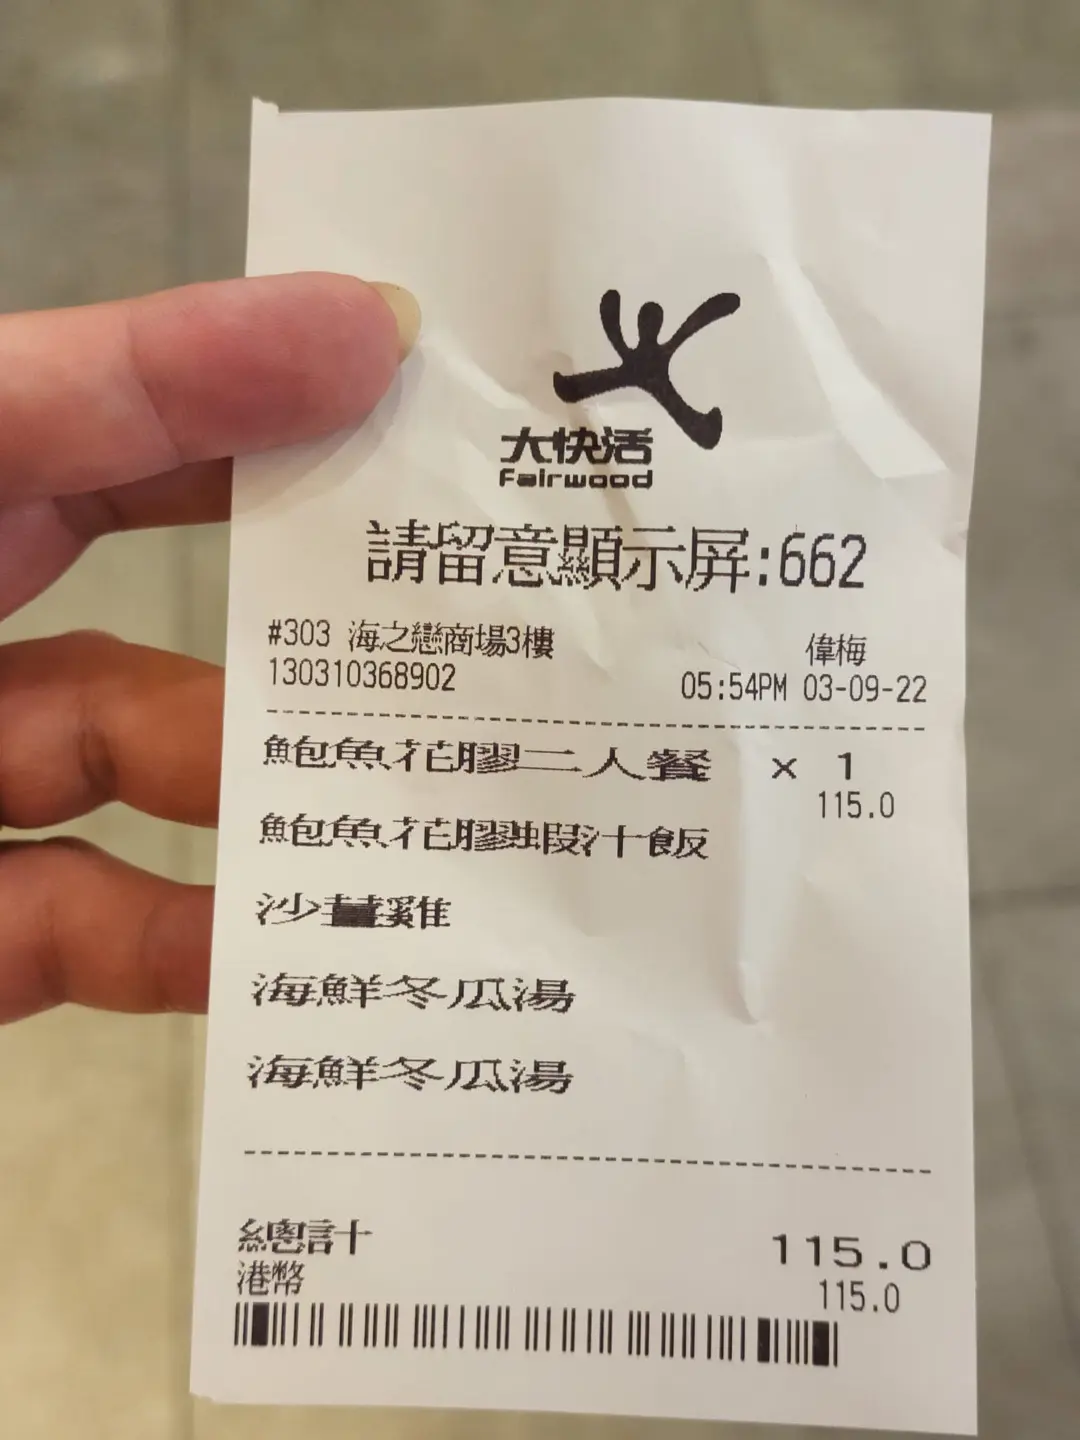 大快活
Fairwood
請留意顯示屏:662
#303 海之戀商場3樓 偉梅
130310368902 05:54PM 03-09-22
鮑魚花膠二人餐 × 1
115.0
鮑魚花膠蝦汁飯
沙薑雞
海鮮冬瓜湯
海鮮冬瓜湯
總計 115.0
港幣 115.0